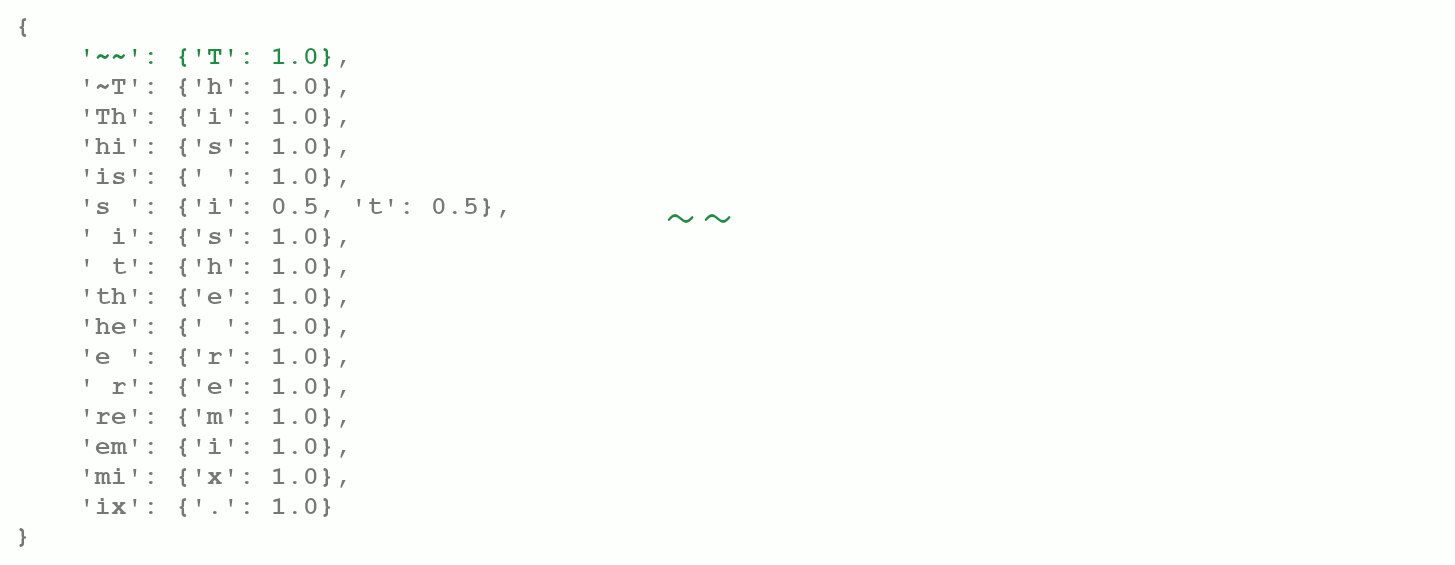 {
    '~~': {'T': 1.0},
    '~T': {'h': 1.0},
    'Th': {'i': 1.0},
    'hi': {'s': 1.0},
    'is': {' ': 1.0},
    's ': {'i': 0.5, 't': 0.5},
~~
    ' i': {'s': 1.0},
    ' t': {'h': 1.0},
    'th': {'e': 1.0},
    'he': {' ': 1.0},
    'e ': {'r': 1.0},
    ' r': {'e': 1.0},
    're': {'m': 1.0},
    'em': {'i': 1.0},
    'mi': {'x': 1.0},
    'ix': {'.': 1.0}
}